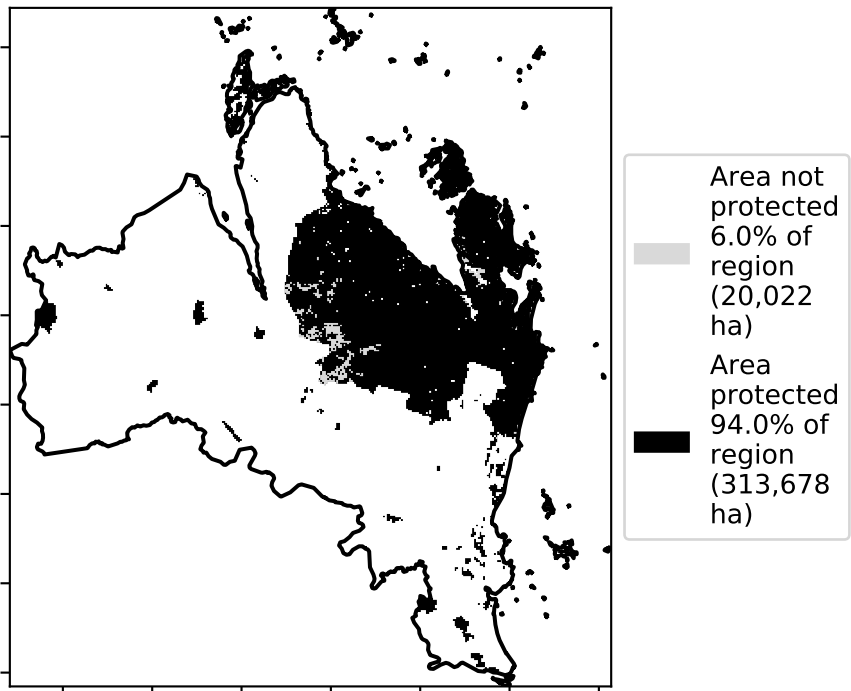 Area not
protected
6.0% of
region
(20,022
ha)
Area
protected
94.0% of
region
(313,678
ha)